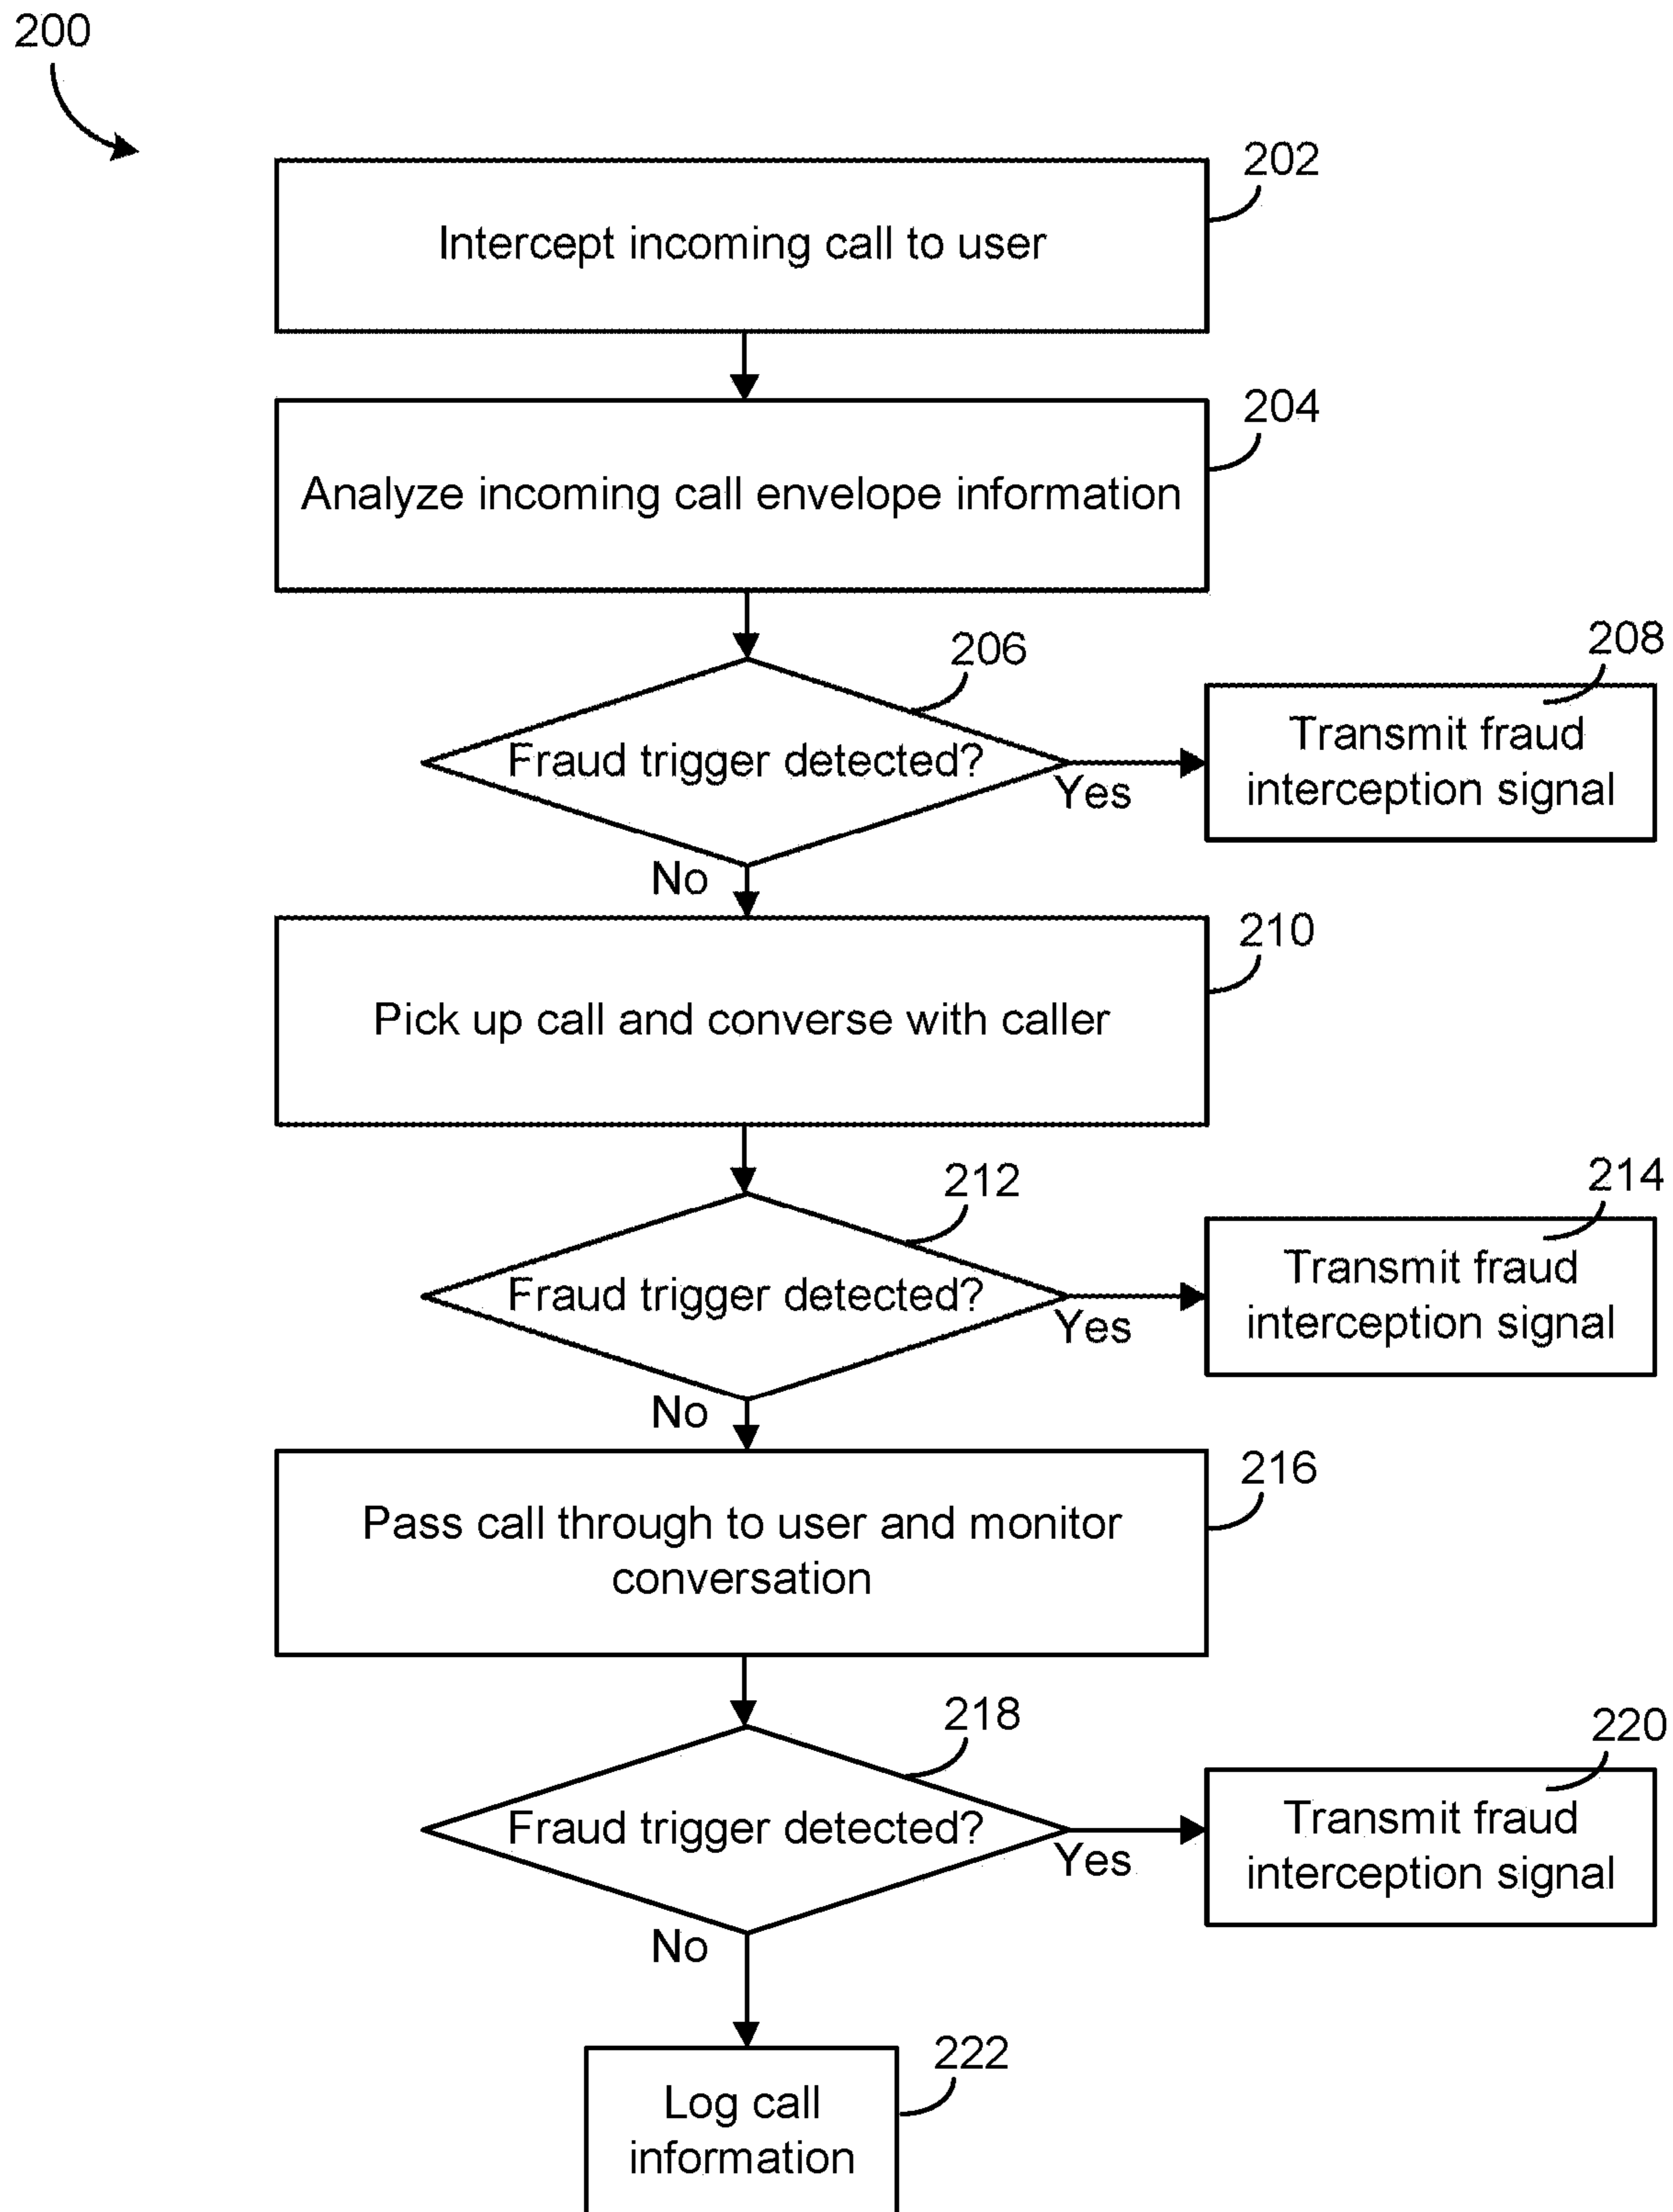 200
202
Intercept incoming call to user
204
Analyze incoming call envelope information
206
Fraud trigger detected?
Yes
208
Transmit fraud
interception signal
No
210
Pick up call and converse with caller
212
Fraud trigger detected?
Yes
214
Transmit fraud
interception signal
No
216
Pass call through to user and monitor
conversation
218
Fraud trigger detected?
Yes
220
Transmit fraud
interception signal
No
222
Log call
information